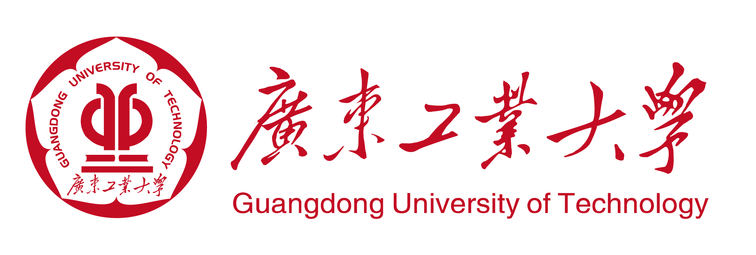 GUANGDONG UNIVERSITY OF TECHNOLOGY
廣東工業大學
廣東工業大學
Guangdong University of Technology